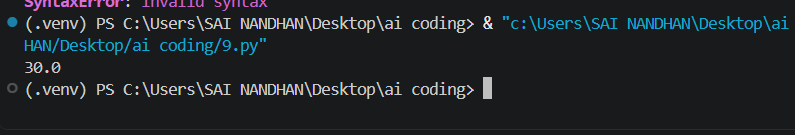 SyntaxError: invalid syntax
(.venv) PS C:\Users\SAI NANDHAN\Desktop\ai coding> & "c:\Users\SAI NANDHAN\Desktop\ai
HAN/Desktop/ai coding/9.py"
30.0
(.venv) PS C:\Users\SAI NANDHAN\Desktop\ai coding>